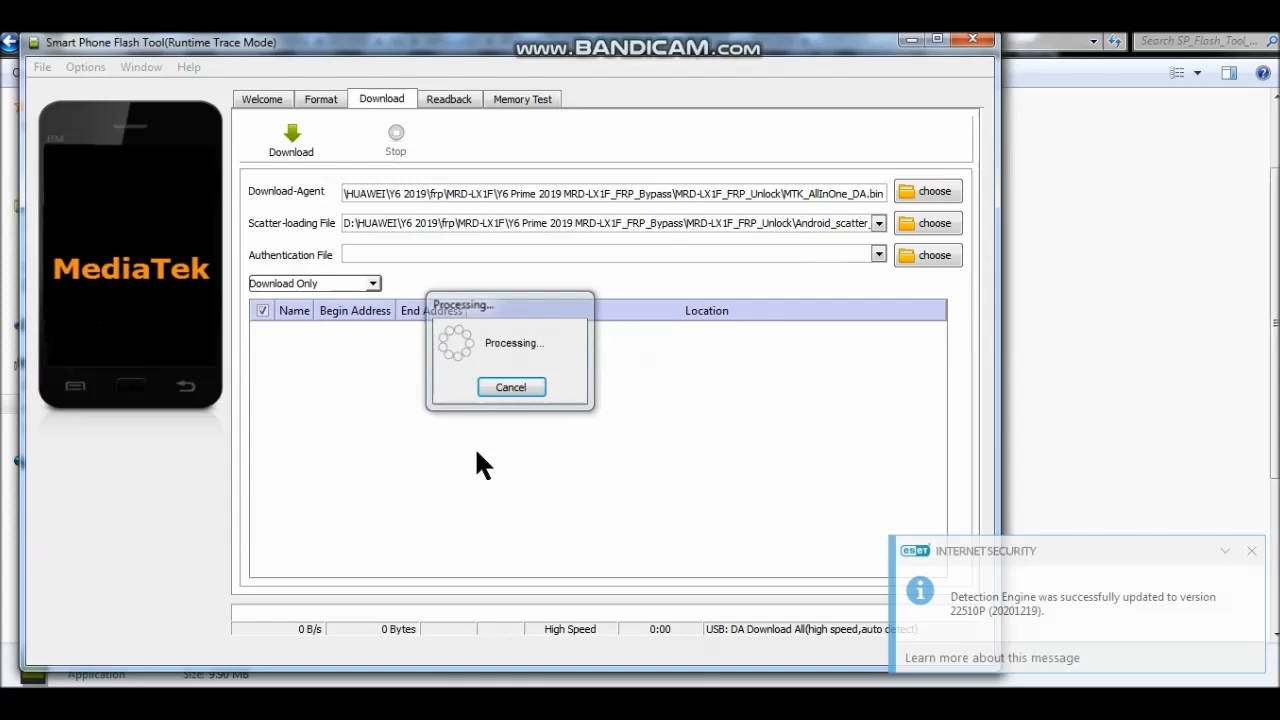 Smart Phone Flash Tool(Runtime Trace Mode)
www.BANDICAM.com
Search SP_Flash_Tool_...
File Options Window Help
Welcome Format Download Readback Memory Test
Download Stop
Download-Agent \HUAWEI\Y6 2019\frp\MRD-LX1F\Y6 Prime 2019 MRD-LX1F_FRP_Bypass\MRD-LX1F_FRP_Unlock\MTK_AllInOne_DA.bin choose
Scatter-loading File D:\HUAWEI\Y6 2019\frp\MRD-LX1F\Y6 Prime 2019 MRD-LX1F_FRP_Bypass\MRD-LX1F_FRP_Unlock\Android_scatter_ choose
Authentication File choose
MediaTek
Download Only
Name Begin Address End Address Location
Processing...
Processing...
Cancel
INTERNET SECURITY
eset
Detection Engine was successfully updated to version
22510P (20201219).
0 B/s 0 Bytes High Speed 0:00 USB: DA Download All(high speed,auto detect)
Learn more about this message
Application Size: 9.90 MB